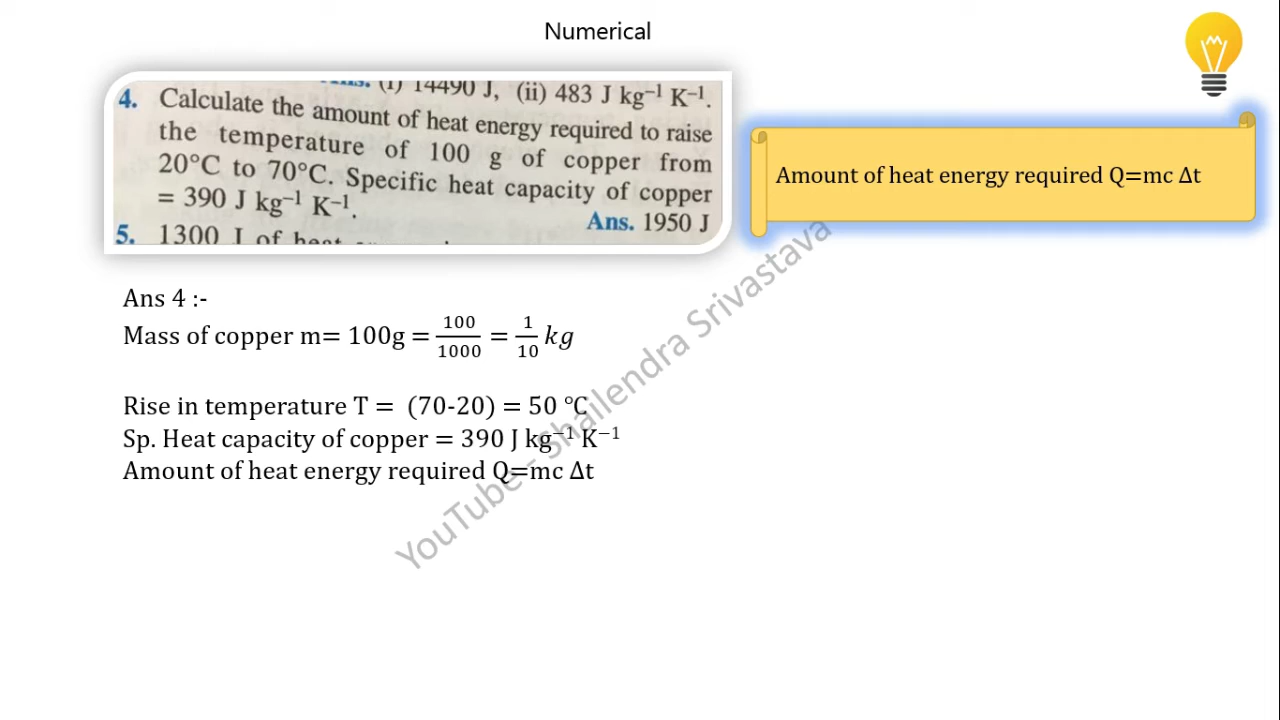 Numerical
Ans. (i) 14490 J, (ii) 483 J kg⁻¹ K⁻¹.
4. Calculate the amount of heat energy required to raise
the temperature of 100 g of copper from
20°C to 70°C. Specific heat capacity of copper
= 390 J kg⁻¹ K⁻¹.
Ans. 1950 J
5. 1300 J of heat
Amount of heat energy required Q=mc Δt
Ans 4 :-
Mass of copper m= 100g = 100/1000 = 1/10 kg
Rise in temperature T = (70-20) = 50 °C
Sp. Heat capacity of copper = 390 J kg⁻¹ K⁻¹
Amount of heat energy required Q=mc Δt
YouTube - Shailendra Srivastava